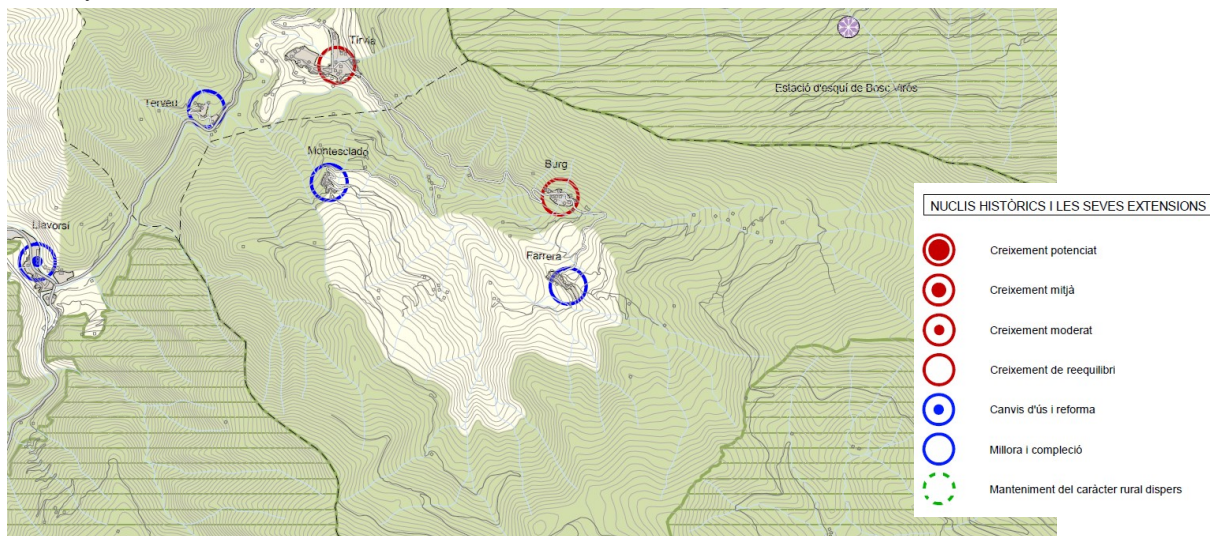 Tírvia
Estació d'esquí de Bosc Virós
Terveu
Montesclado
Burg
Llavorsí
Farrera
NUCLIS HISTÒRICS I LES SEVES EXTENSIONS
Creixement potenciat
Creixement mitjà
Creixement moderat
Creixement de reequilibri
Canvis d'ús i reforma
Millora i compleció
Manteniment del caràcter rural dispers